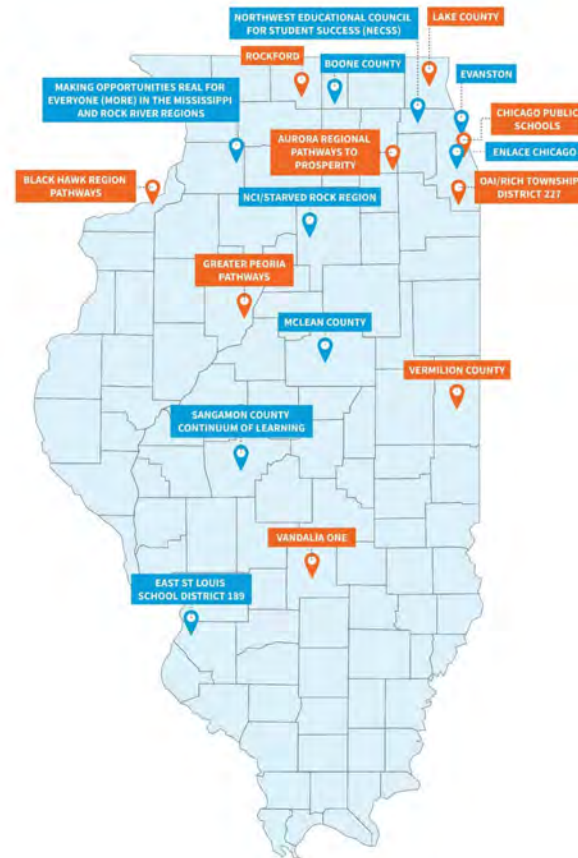 NORTHWEST EDUCATIONAL COUNCIL
FOR STUDENT SUCCESS (NECSS)
LAKE COUNTY
ROCKFORD
BOONE COUNTY
EVANSTON
MAKING OPPORTUNITIES REAL FOR
EVERYONE (MORE) IN THE MISSISSIPPI
AND ROCK RIVER REGIONS
CHICAGO PUBLIC
SCHOOLS
AURORA REGIONAL
PATHWAYS TO
PROSPERITY
ENLACE CHICAGO
BLACK HAWK REGION
PATHWAYS
OAI/RICH TOWNSHIP
DISTRICT 227
NCI/STARVED ROCK REGION
GREATER PEORIA
PATHWAYS
MCLEAN COUNTY
VERMILION COUNTY
SANGAMON COUNTY
CONTINUUM OF LEARNING
VANDALIA ONE
EAST ST LOUIS
SCHOOL DISTRICT 189